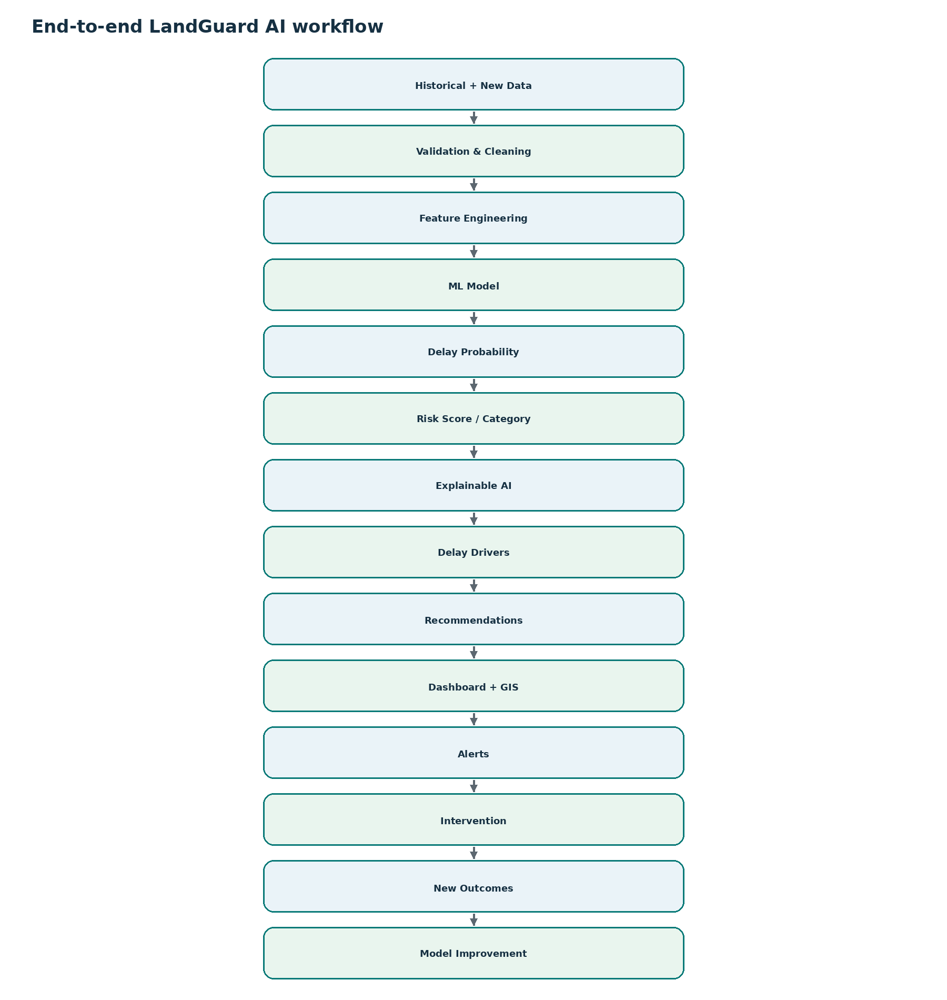 End-to-end LandGuard AI workflow
Historical + New Data
Validation & Cleaning
Feature Engineering
ML Model
Delay Probability
Risk Score / Category
Explainable AI
Delay Drivers
Recommendations
Dashboard + GIS
Alerts
Intervention
New Outcomes
Model Improvement